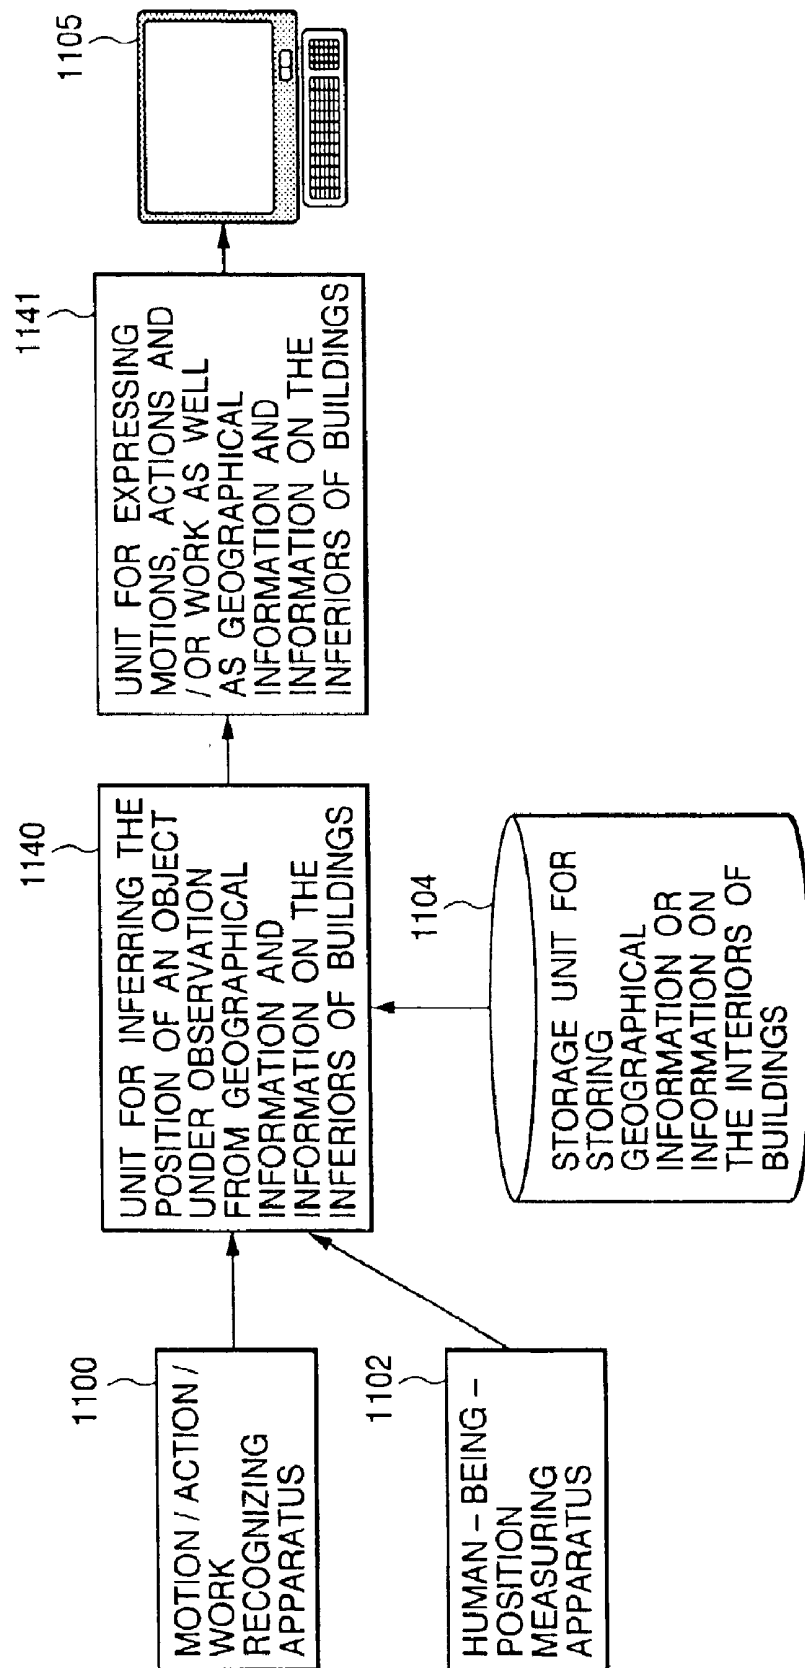 1100
MOTION / ACTION /
WORK
RECOGNIZING
APPARATUS
1102
HUMAN – BEING –
POSITION
MEASURING
APPARATUS
1140
UNIT FOR INFERRING THE
POSITION OF AN OBJECT
UNDER OBSERVATION
FROM GEOGRAPHICAL
INFORMATION AND
INFORMATION ON THE
INFERIORS OF BUILDINGS
1104
STORAGE UNIT FOR
STORING
GEOGRAPHICAL
INFORMATION OR
INFORMATION ON
THE INTERIORS OF
BUILDINGS
1141
UNIT FOR EXPRESSING
MOTIONS, ACTIONS AND
/ OR WORK AS WELL
AS GEOGRAPHICAL
INFORMATION AND
INFORMATION ON THE
INFERIORS OF BUILDINGS
1105